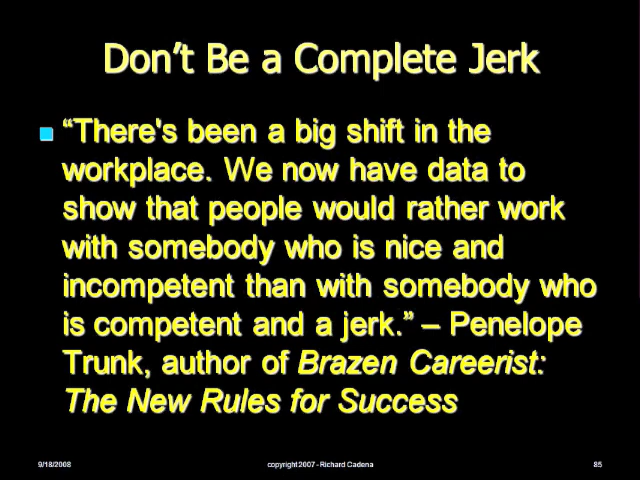 Don’t Be a Complete Jerk
“There's been a big shift in the
workplace. We now have data to
show that people would rather work
with somebody who is nice and
incompetent than with somebody who
is competent and a jerk.” – Penelope
Trunk, author of Brazen Careerist:
The New Rules for Success
9/18/2008 copyright 2007 - Richard Cadena 85